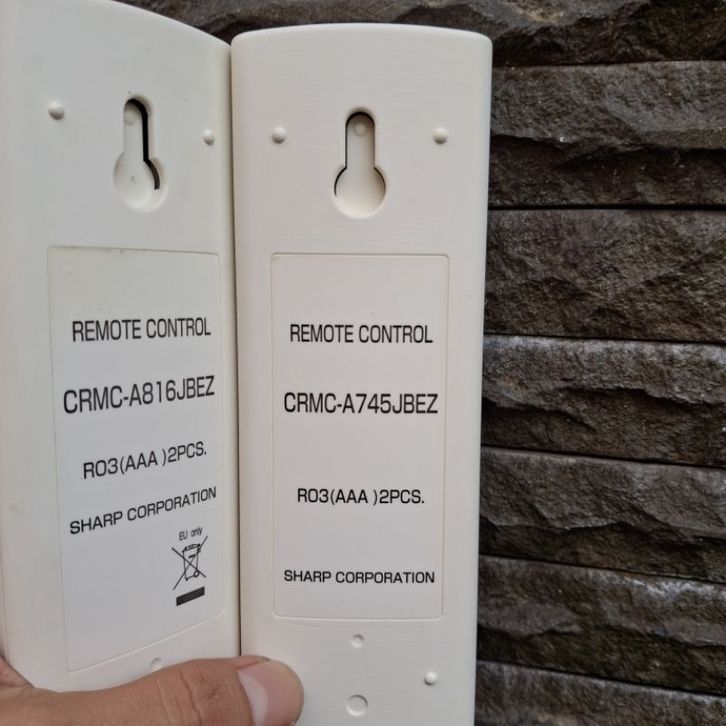 REMOTE CONTROL
CRMC-A816JBEZ
R03(AAA )2PCS.
SHARP CORPORATION
EU only
REMOTE CONTROL
CRMC-A745JBEZ
R03(AAA )2PCS.
SHARP CORPORATION